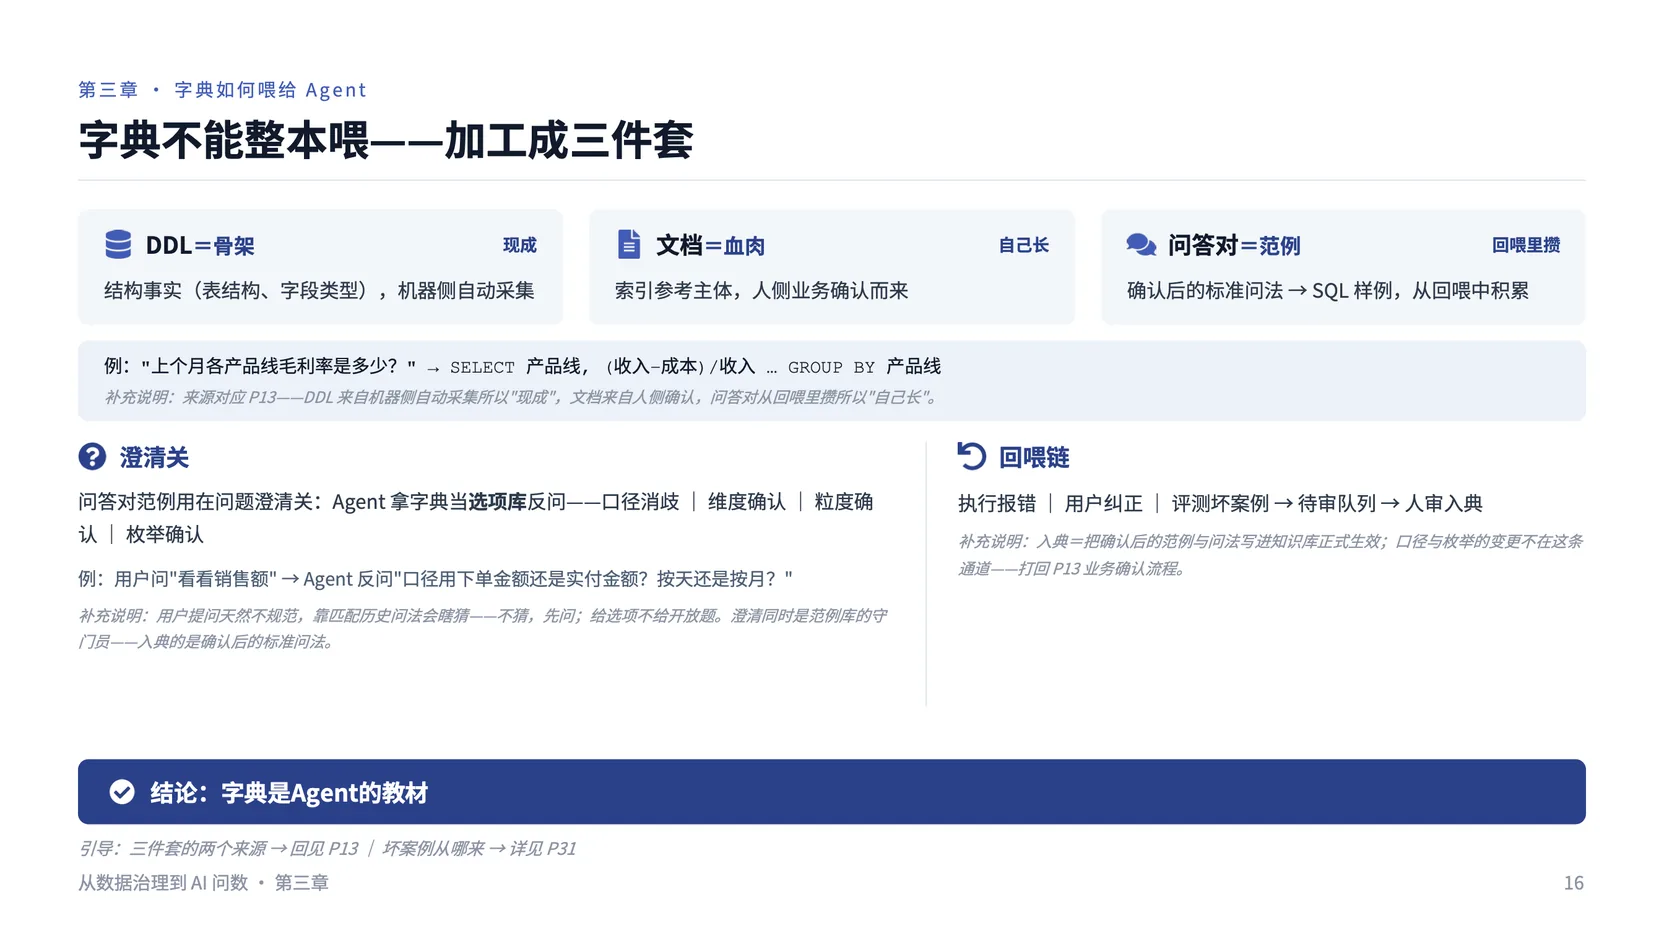 第三章 · 字典如何喂给 Agent
字典不能整本喂——加工成三件套
DDL=骨架 现成
结构事实（表结构、字段类型），机器侧自动采集
文档=血肉 自己长
索引参考主体，人侧业务确认而来
问答对=范例 回喂里攒
确认后的标准问法 → SQL 样例，从回喂中积累
例："上个月各产品线毛利率是多少？" → SELECT 产品线, (收入-成本)/收入 … GROUP BY 产品线
补充说明：来源对应 P13——DDL 来自机器侧自动采集所以"现成"，文档来自人侧确认，问答对从回喂里攒所以"自己长"。
澄清关
问答对范例用在问题澄清关：Agent 拿字典当选项库反问——口径消歧 ｜ 维度确认 ｜ 粒度确
认 ｜ 枚举确认
例：用户问"看看销售额" → Agent 反问"口径用下单金额还是实付金额？按天还是按月？"
补充说明：用户提问天然不规范，靠匹配历史问法会瞎猜——不猜，先问；给选项不给开放题。澄清同时是范例库的守
门员——入典的是确认后的标准问法。
回喂链
执行报错 ｜ 用户纠正 ｜ 评测坏案例 → 待审队列 → 人审入典
补充说明：入典＝把确认后的范例与问法写进知识库正式生效；口径与枚举的变更不在这条
通道——打回 P13 业务确认流程。
结论：字典是Agent的教材
引导：三件套的两个来源 → 回见 P13 ｜ 坏案例从哪来 → 详见 P31
从数据治理到 AI 问数 · 第三章
16